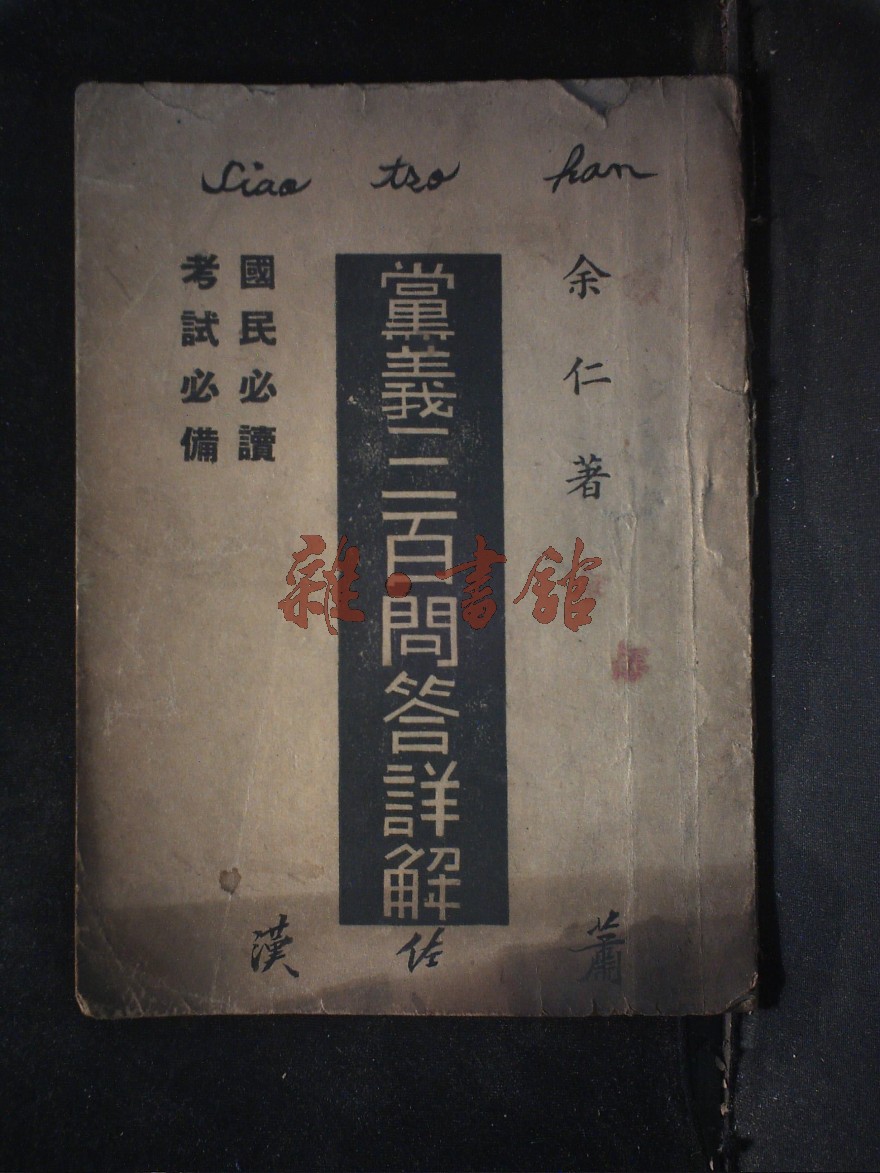 Siao tso han
余仁著
黨義三百問答詳解
國民必讀
考試必備
蕭佐漢
雜·書館